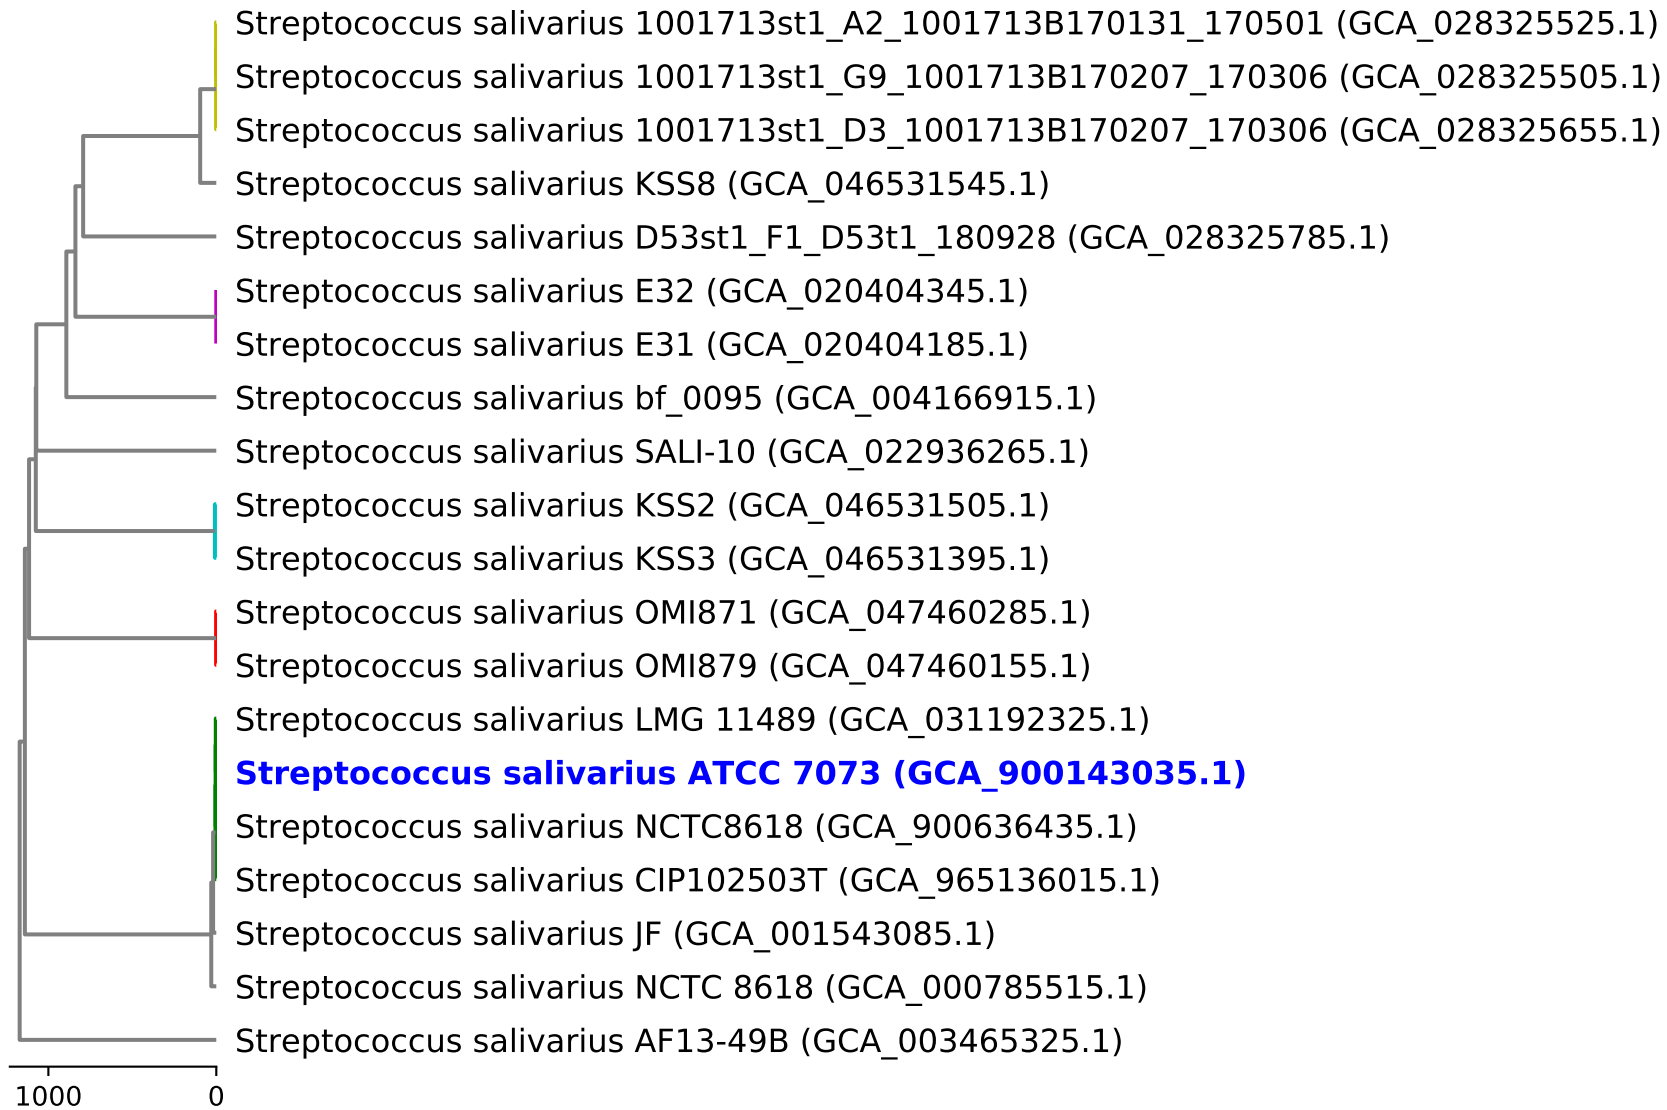 Streptococcus salivarius 1001713st1_A2_1001713B170131_170501 (GCA_028325525.1)
Streptococcus salivarius 1001713st1_G9_1001713B170207_170306 (GCA_028325505.1)
Streptococcus salivarius 1001713st1_D3_1001713B170207_170306 (GCA_028325655.1)
Streptococcus salivarius KSS8 (GCA_046531545.1)
Streptococcus salivarius D53st1_F1_D53t1_180928 (GCA_028325785.1)
Streptococcus salivarius E32 (GCA_020404345.1)
Streptococcus salivarius E31 (GCA_020404185.1)
Streptococcus salivarius bf_0095 (GCA_004166915.1)
Streptococcus salivarius SALI-10 (GCA_022936265.1)
Streptococcus salivarius KSS2 (GCA_046531505.1)
Streptococcus salivarius KSS3 (GCA_046531395.1)
Streptococcus salivarius OMI871 (GCA_047460285.1)
Streptococcus salivarius OMI879 (GCA_047460155.1)
Streptococcus salivarius LMG 11489 (GCA_031192325.1)
Streptococcus salivarius ATCC 7073 (GCA_900143035.1)
Streptococcus salivarius NCTC8618 (GCA_900636435.1)
Streptococcus salivarius CIP102503T (GCA_965136015.1)
Streptococcus salivarius JF (GCA_001543085.1)
Streptococcus salivarius NCTC 8618 (GCA_000785515.1)
Streptococcus salivarius AF13-49B (GCA_003465325.1)
1000 0